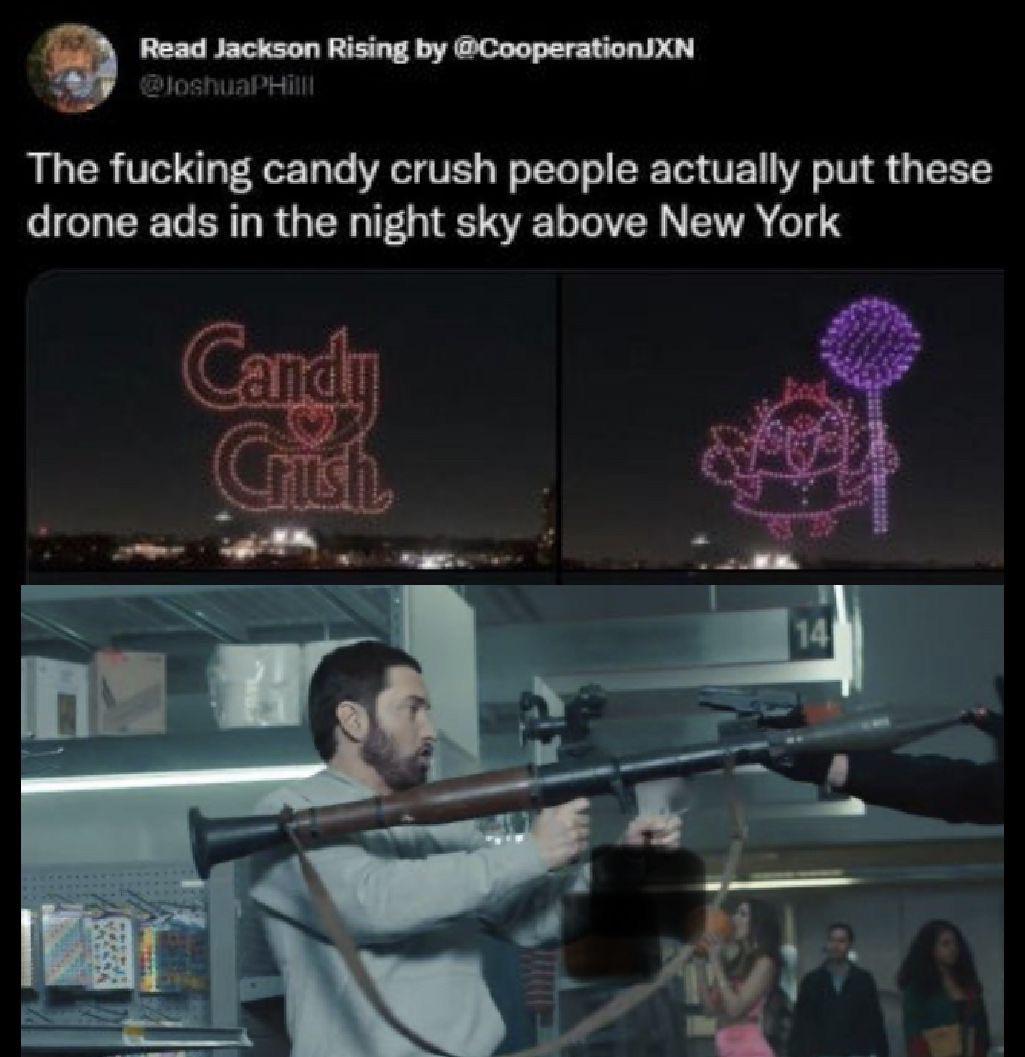 Read Jackson Rising by @CooperationJXN
@JoshuaPHilll
The fucking candy crush people actually put these
drone ads in the night sky above New York
Candy
Crush
14